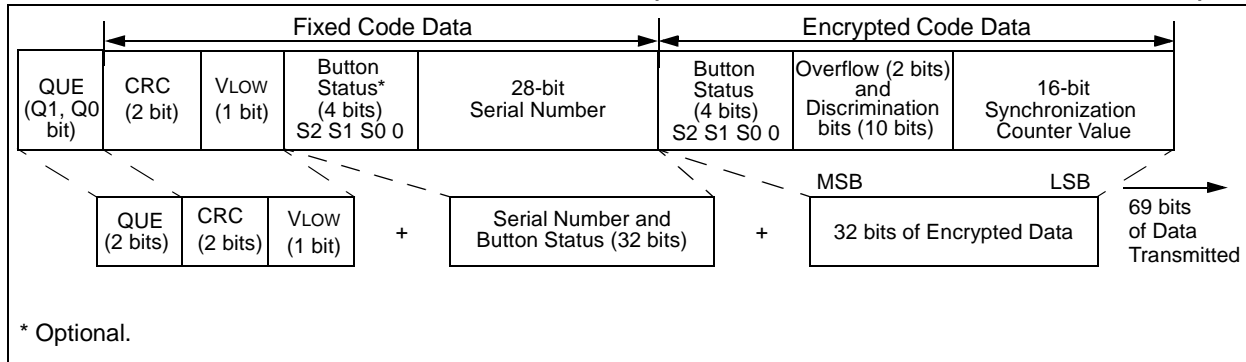 Fixed Code Data
Encrypted Code Data
QUE
(Q1, Q0
bit)
CRC
(2 bit)
VLOW
(1 bit)
Button
Status*
(4 bits)
S2 S1 S0 0
28-bit
Serial Number
Button
Status
(4 bits)
S2 S1 S0 0
Overflow (2 bits)
and
Discrimination
bits (10 bits)
16-bit
Synchronization
Counter Value
MSB
LSB
QUE
(2 bits)
CRC
(2 bits)
VLOW
(1 bit)
+
Serial Number and
Button Status (32 bits)
+
32 bits of Encrypted Data
69 bits
of Data
Transmitted
* Optional.